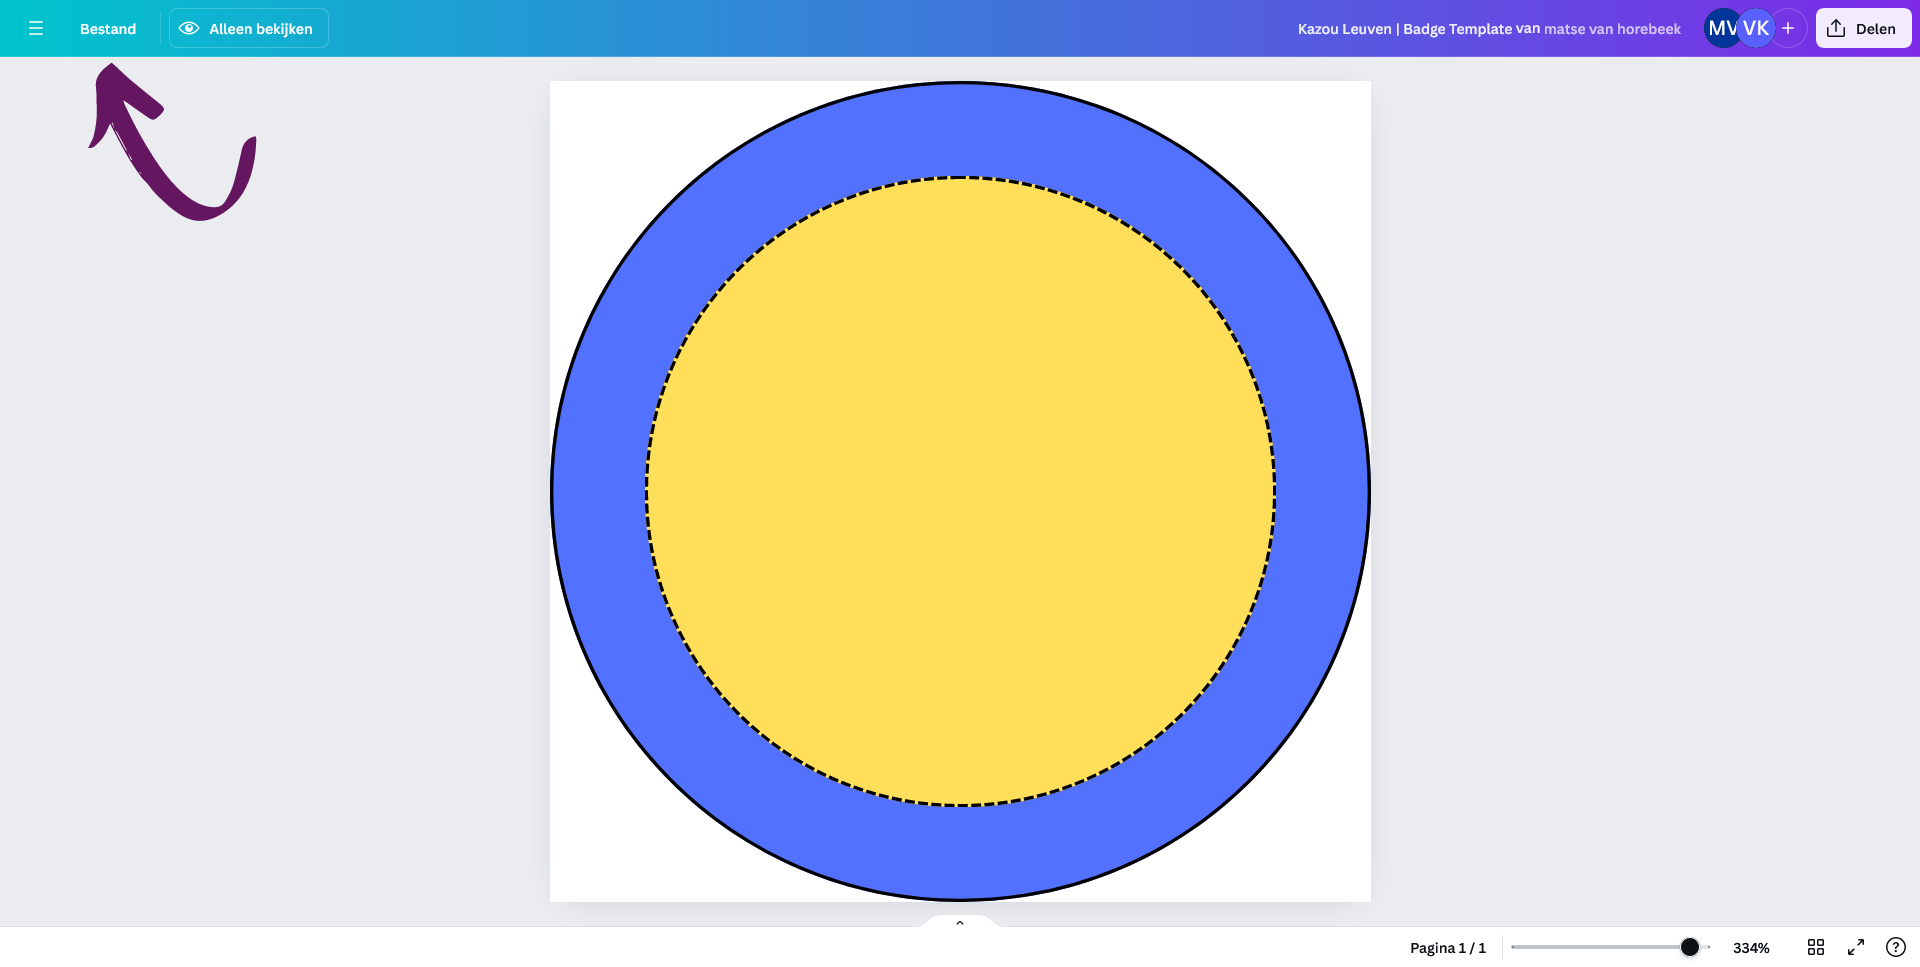 Bestand
Alleen bekijken
Kazou Leuven | Badge Template van matse van horebeek
MV
VK
+
Delen
Pagina 1 / 1
334%
?